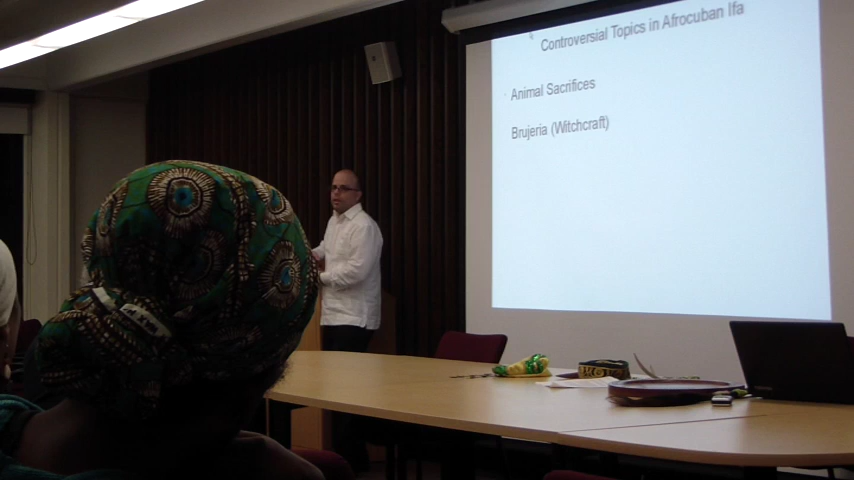 Controversial Topics in Afrocuban Ifa
Animal Sacrifices
Brujeria (Witchcraft)